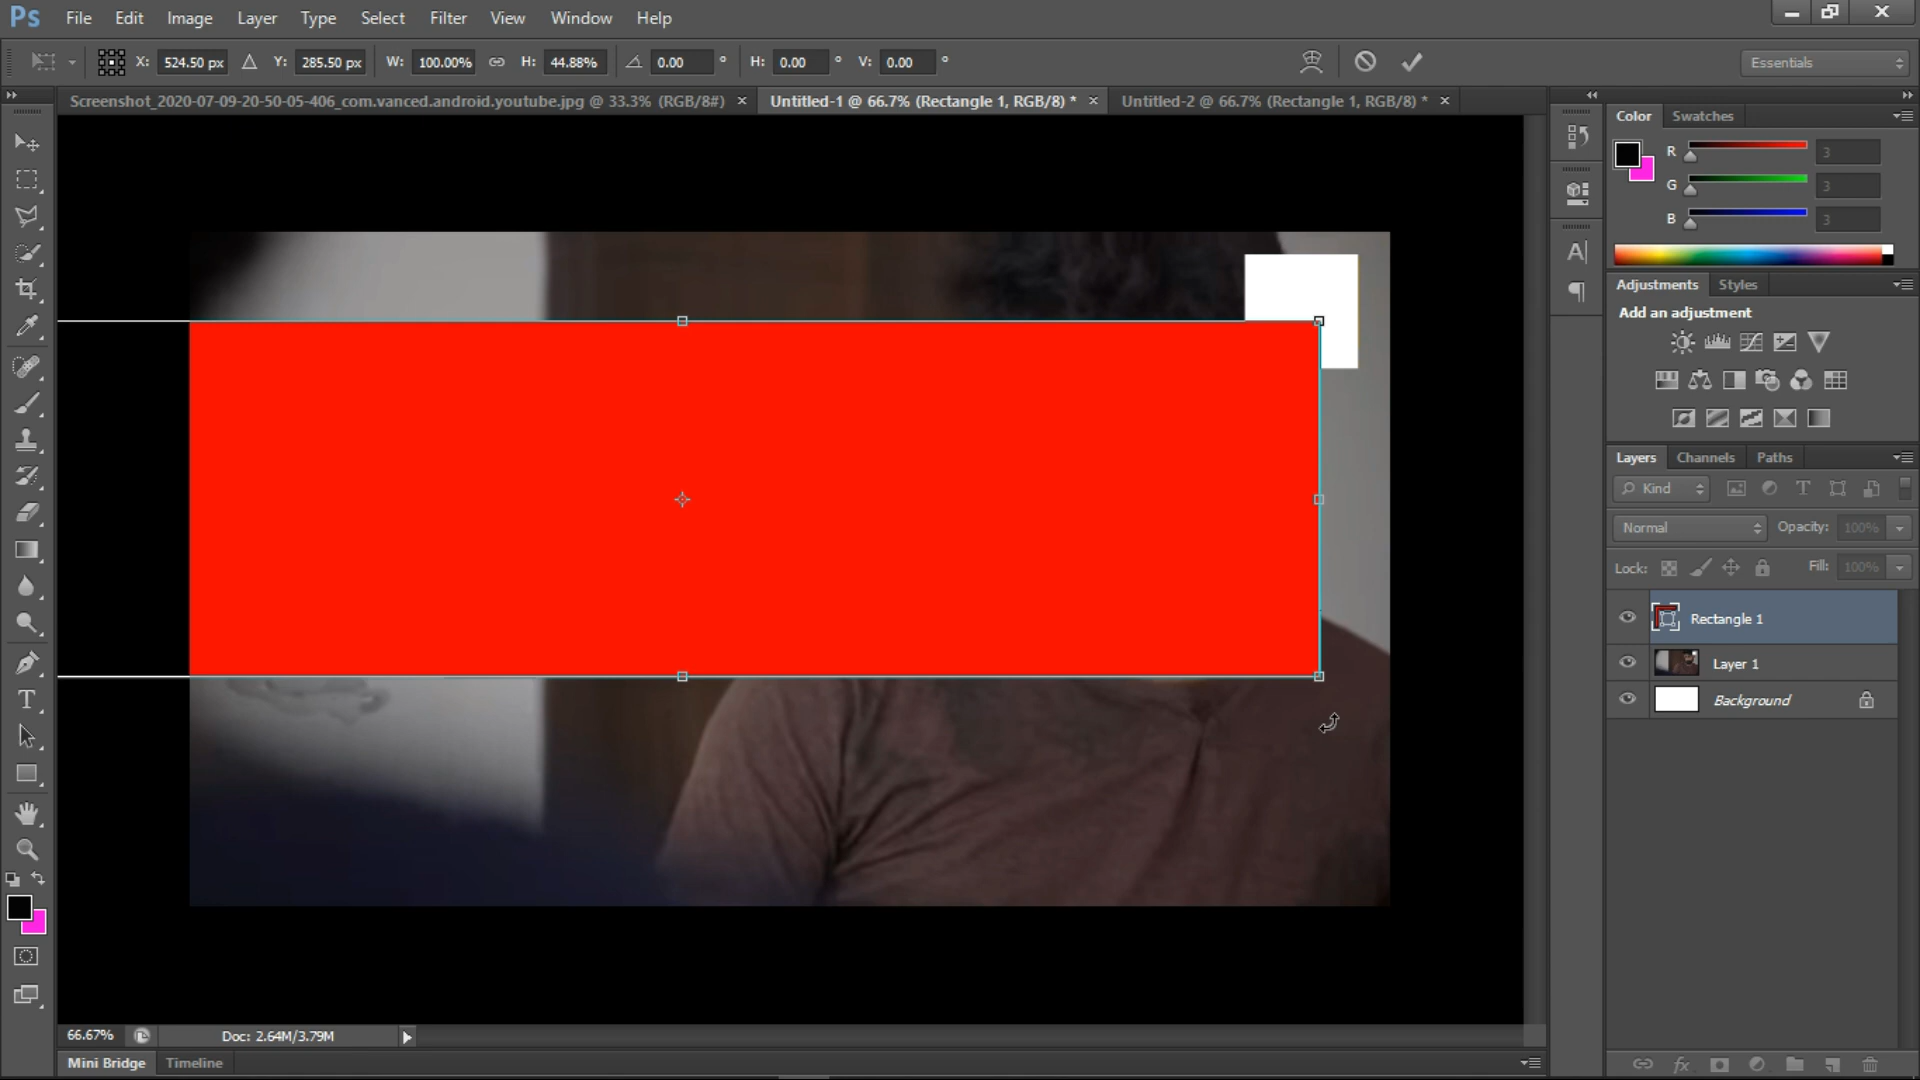 Ps File Edit Image Layer Type Select Filter View Window Help
X: 524.50 px Y: 285.50 px W: 100.00% H: 44.88% 0.00 ° H: 0.00 ° V: 0.00 ° Essentials
Screenshot_2020-07-09-20-50-05-406_com.vanced.android.youtube.jpg @ 33.3% (RGB/8#) × Untitled-1 @ 66.7% (Rectangle 1, RGB/8) * × Untitled-2 @ 66.7% (Rectangle 1, RGB/8) * ×
Color Swatches
R 3
G 3
B 3
Adjustments Styles
Add an adjustment
Layers Channels Paths
Kind
Normal Opacity: 100%
Lock: Fill: 100%
Rectangle 1
Layer 1
Background
66.67% Doc: 2.64M/3.79M
Mini Bridge Timeline